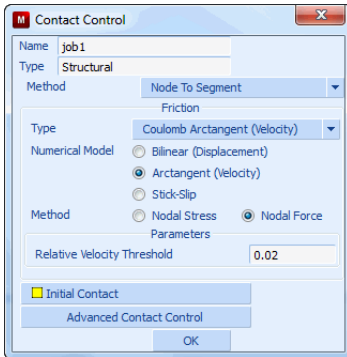 M Contact Control X
Name job1
Type Structural
Method Node To Segment
Friction
Type Coulomb Arctangent (Velocity)
Numerical Model Bilinear (Displacement)
Arctangent (Velocity)
Stick-Slip
Method Nodal Stress Nodal Force
Parameters
Relative Velocity Threshold 0.02
Initial Contact
Advanced Contact Control
OK